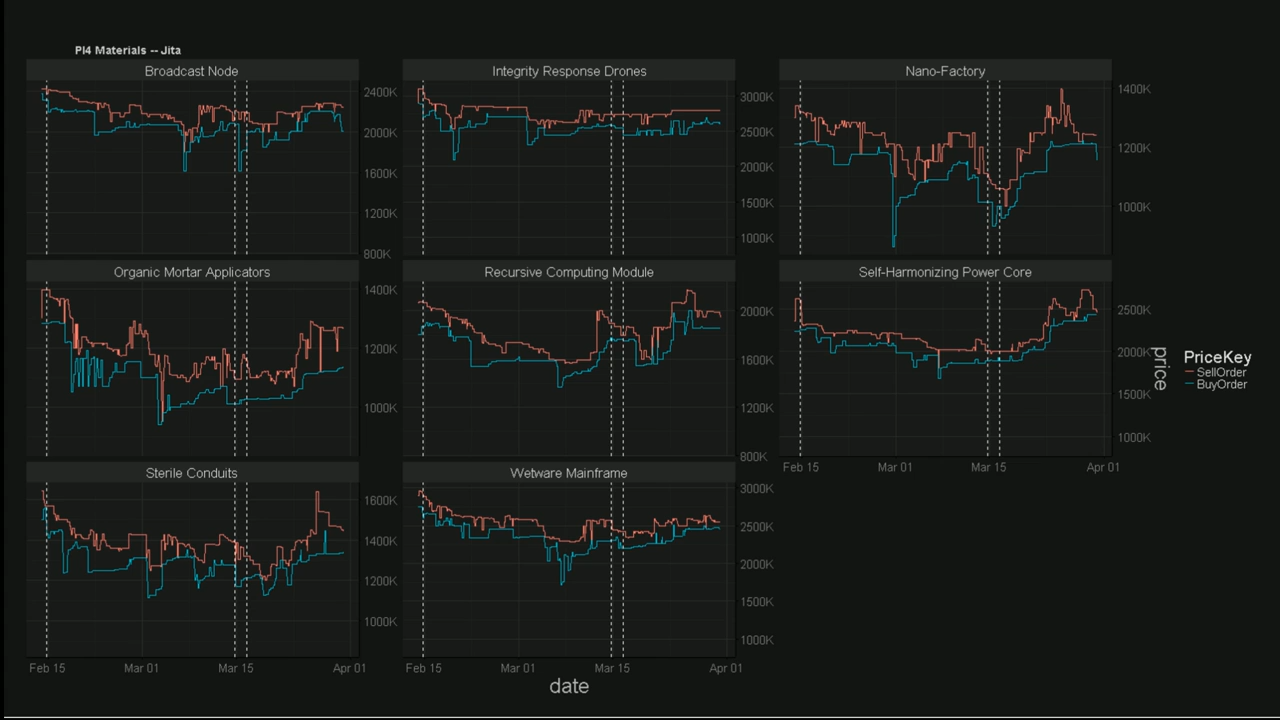 PI4 Materials -- Jita
Broadcast Node
2400K
2000K
1600K
1200K
800K
Integrity Response Drones
3000K
2500K
2000K
1500K
1000K
Nano-Factory
1400K
1200K
1000K
Organic Mortar Applicators
1400K
1200K
1000K
Recursive Computing Module
2000K
1600K
1200K
800K
Self-Harmonizing Power Core
2500K
2000K
1500K
1000K
Feb 15 Mar 01 Mar 15 Apr 01
price
PriceKey
SellOrder
BuyOrder
Sterile Conduits
1600K
1400K
1200K
1000K
Feb 15 Mar 01 Mar 15 Apr 01
Wetware Mainframe
3000K
2500K
2000K
1500K
1000K
Feb 15 Mar 01 Mar 15 Apr 01
date